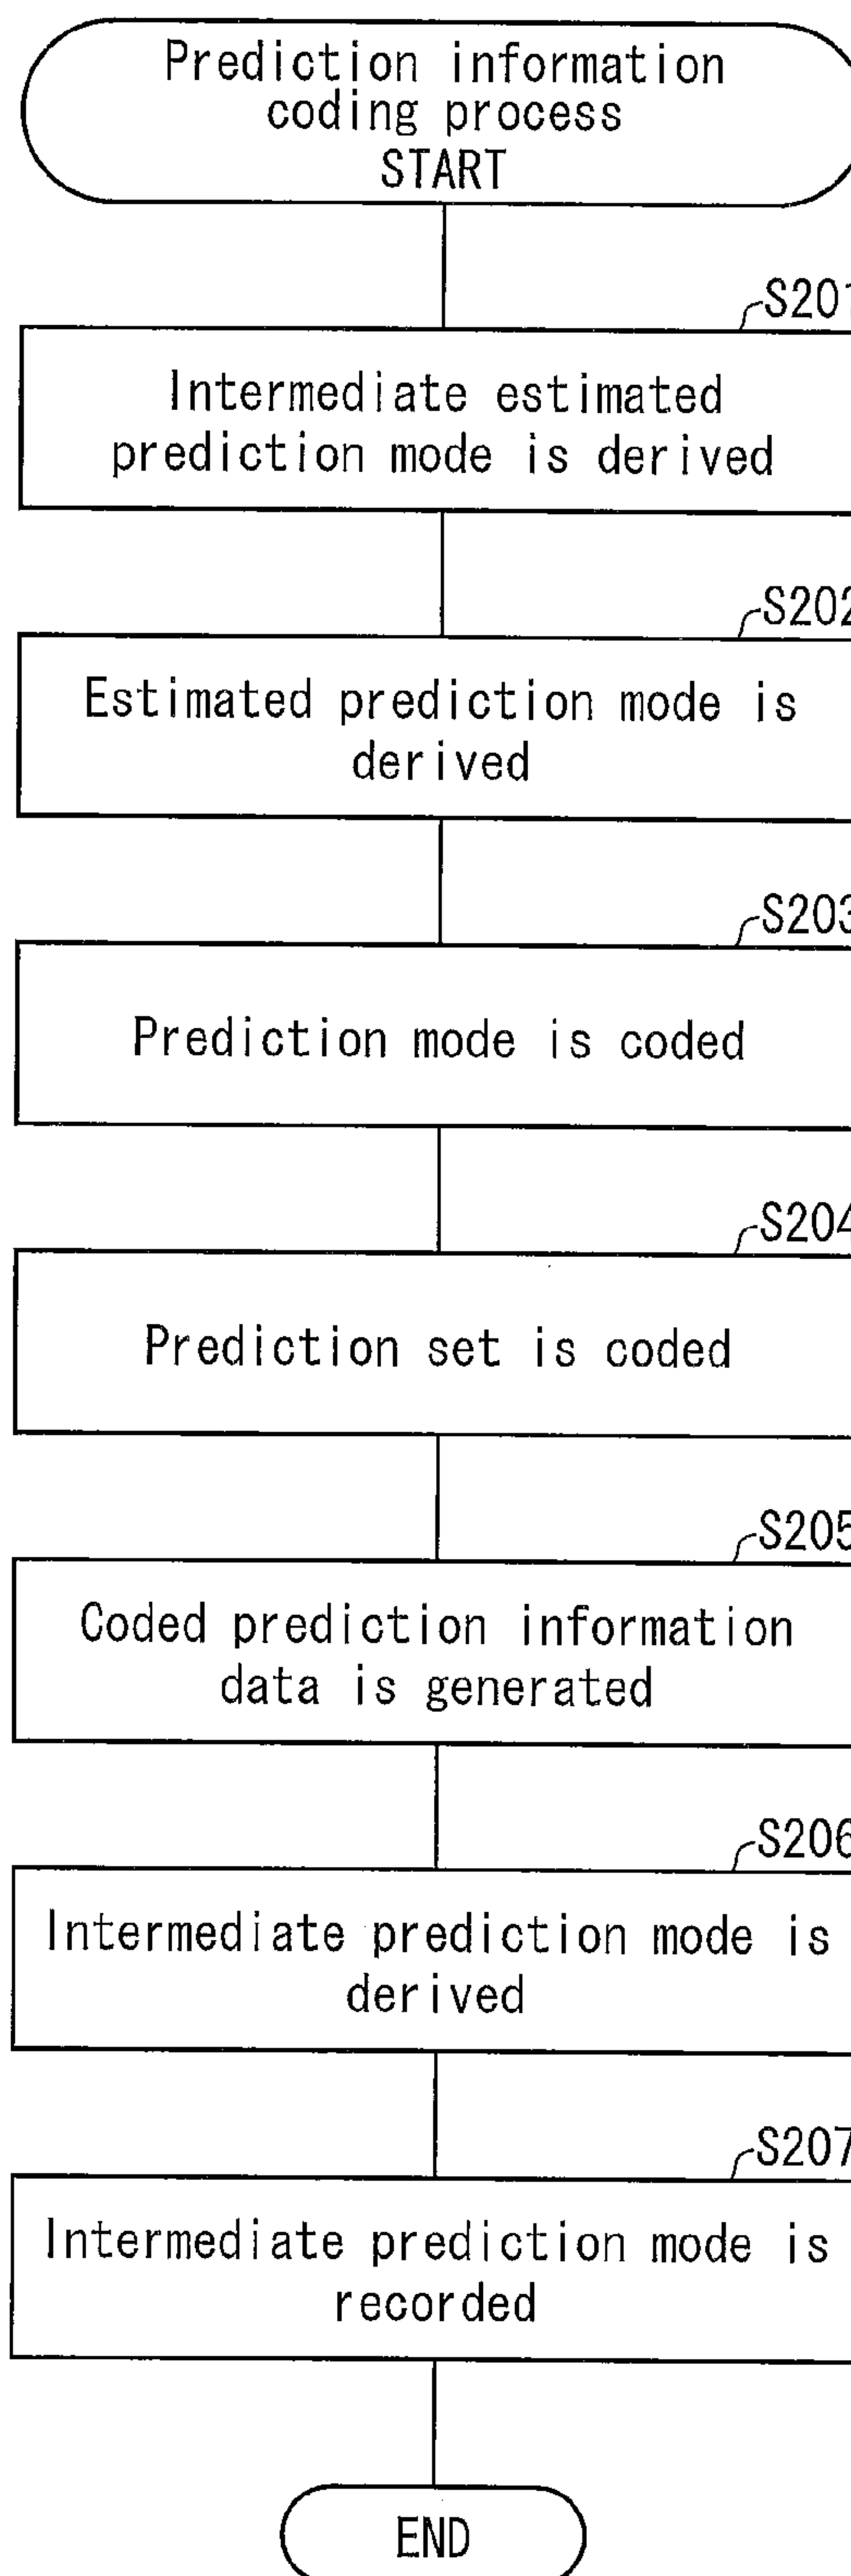 Prediction information
coding process
START
S201
Intermediate estimated
prediction mode is derived
S202
Estimated prediction mode is
derived
S203
Prediction mode is coded
S204
Prediction set is coded
S205
Coded prediction information
data is generated
S206
Intermediate prediction mode is
derived
S207
Intermediate prediction mode is
recorded
END